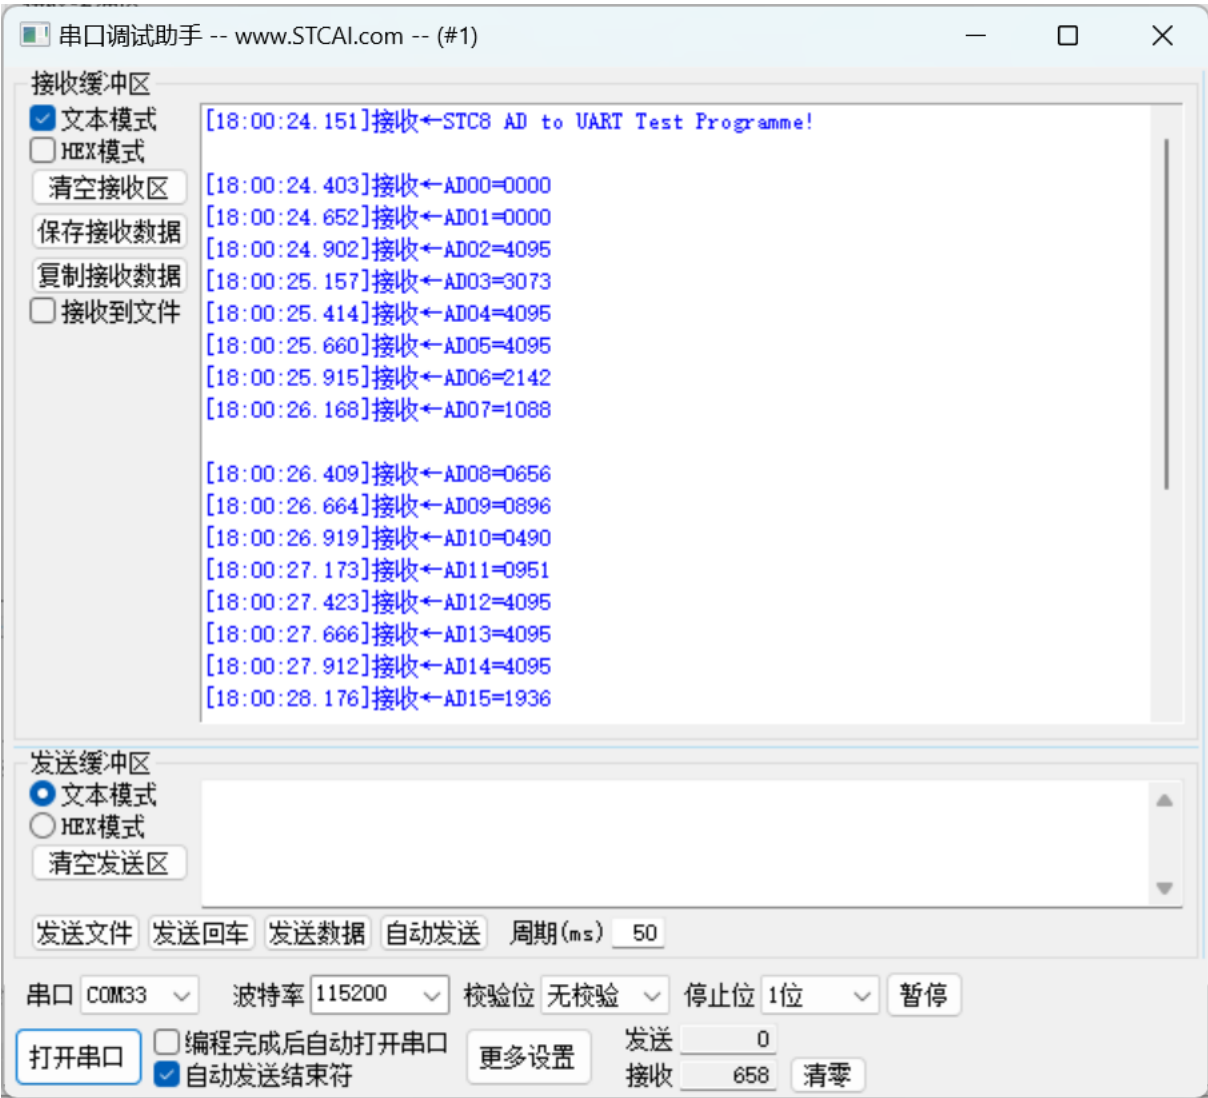 串口调试助手 -- www.STCAI.com -- (#1)
接收缓冲区
文本模式
HEX模式
清空接收区
保存接收数据
复制接收数据
接收到文件
[18:00:24.151]接收←STC8 AD to UART Test Programme!
[18:00:24.403]接收←AD00=0000
[18:00:24.652]接收←AD01=0000
[18:00:24.902]接收←AD02=4095
[18:00:25.157]接收←AD03=3073
[18:00:25.414]接收←AD04=4095
[18:00:25.660]接收←AD05=4095
[18:00:25.915]接收←AD06=2142
[18:00:26.168]接收←AD07=1088
[18:00:26.409]接收←AD08=0656
[18:00:26.664]接收←AD09=0896
[18:00:26.919]接收←AD10=0490
[18:00:27.173]接收←AD11=0951
[18:00:27.423]接收←AD12=4095
[18:00:27.666]接收←AD13=4095
[18:00:27.912]接收←AD14=4095
[18:00:28.176]接收←AD15=1936
发送缓冲区
文本模式
HEX模式
清空发送区
发送文件 发送回车 发送数据 自动发送 周期(ms) 50
串口 COM33 波特率 115200 校验位 无校验 停止位 1位 暂停
打开串口 编程完成后自动打开串口 更多设置 发送 0
自动发送结束符 接收 658 清零